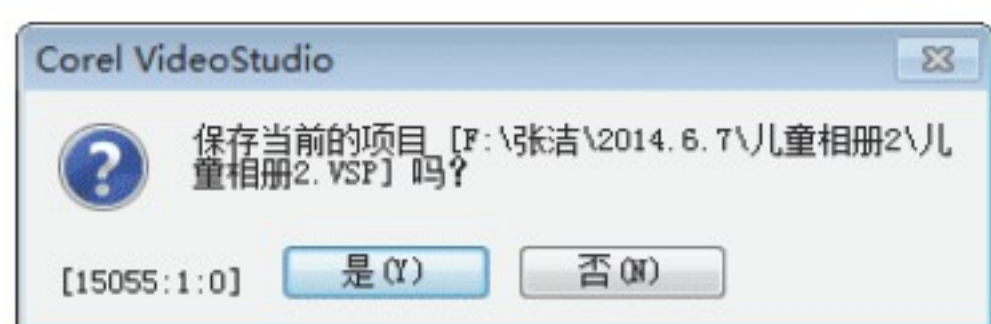 Corel VideoStudio
保存当前的项目 [F:\张洁\2014.6.7\儿童相册2\儿
童相册2.VSP] 吗?
[15055:1:0] 是(Y) 否(N)